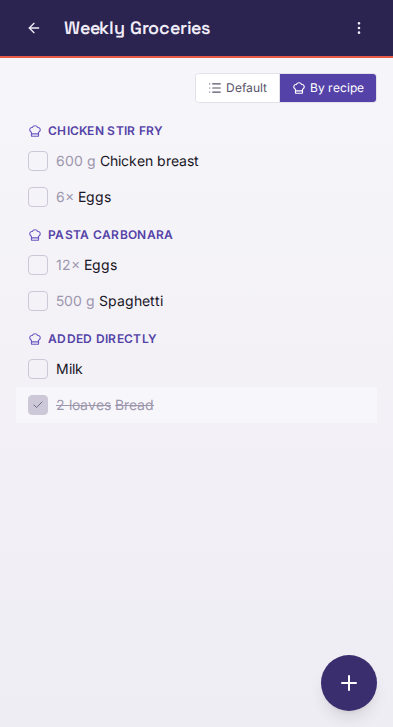 Weekly Groceries
Default By recipe
CHICKEN STIR FRY
600 g Chicken breast
6× Eggs
PASTA CARBONARA
12× Eggs
500 g Spaghetti
ADDED DIRECTLY
Milk
2 loaves Bread